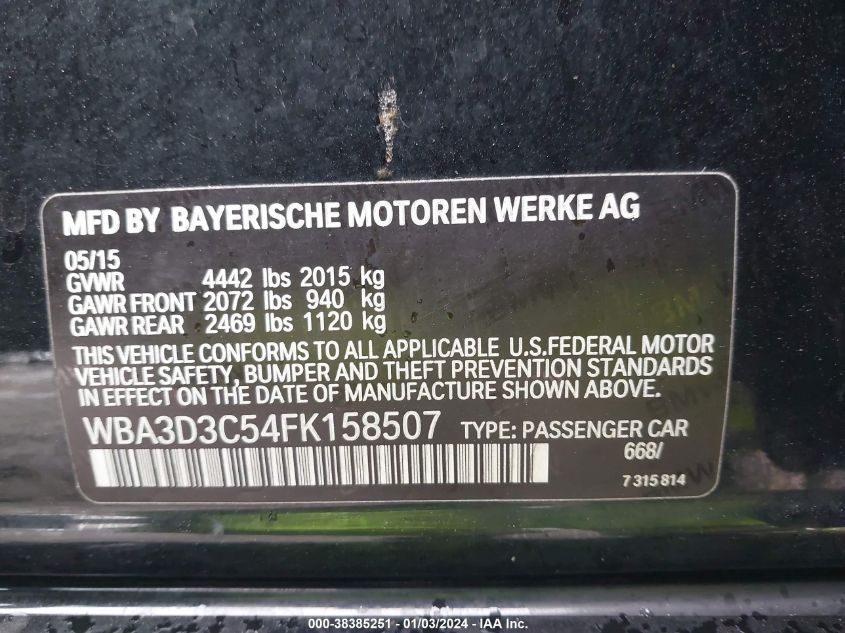 MFD BY BAYERISCHE MOTOREN WERKE AG
05/15
GVWR 4442 lbs 2015 kg
GAWR FRONT 2072 lbs 940 kg
GAWR REAR 2469 lbs 1120 kg
THIS VEHICLE CONFORMS TO ALL APPLICABLE U.S.FEDERAL MOTOR
VEHICLE SAFETY, BUMPER AND THEFT PREVENTION STANDARDS
IN EFFECT ON THE DATE OF MANUFACTURE SHOWN ABOVE.
WBA3D3C54FK158507 TYPE: PASSENGER CAR
668/
7 315 814
000-38385251 - 01/03/2024 - IAA Inc.